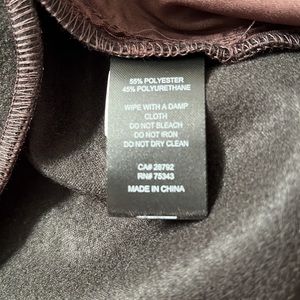 55% POLYESTER
45% POLYURETHANE
WIPE WITH A DAMP
CLOTH
DO NOT BLEACH
DO NOT IRON
DO NOT DRY CLEAN
CA# 28792
RN# 75343
MADE IN CHINA